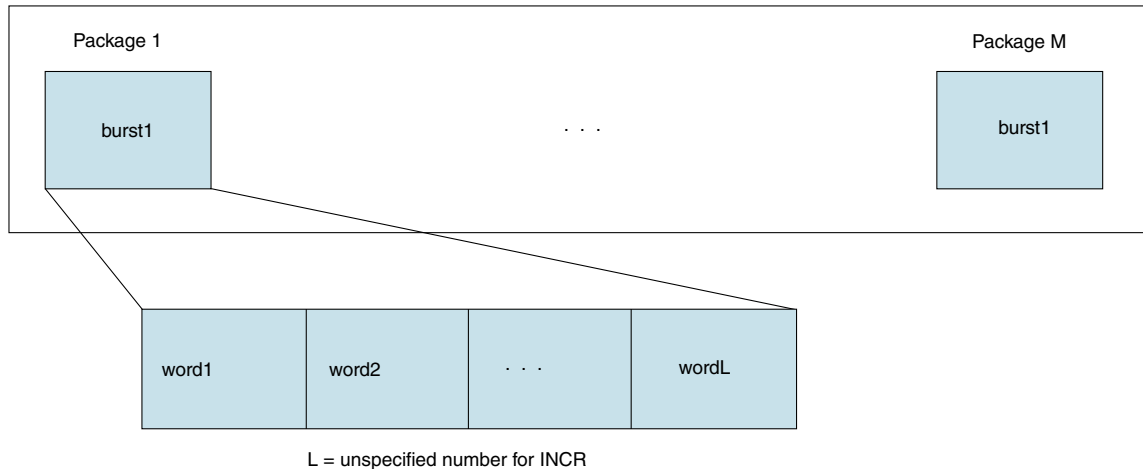 Package 1
Package M
burst1
. . .
burst1
word1
word2
. . .
wordL
L = unspecified number for INCR